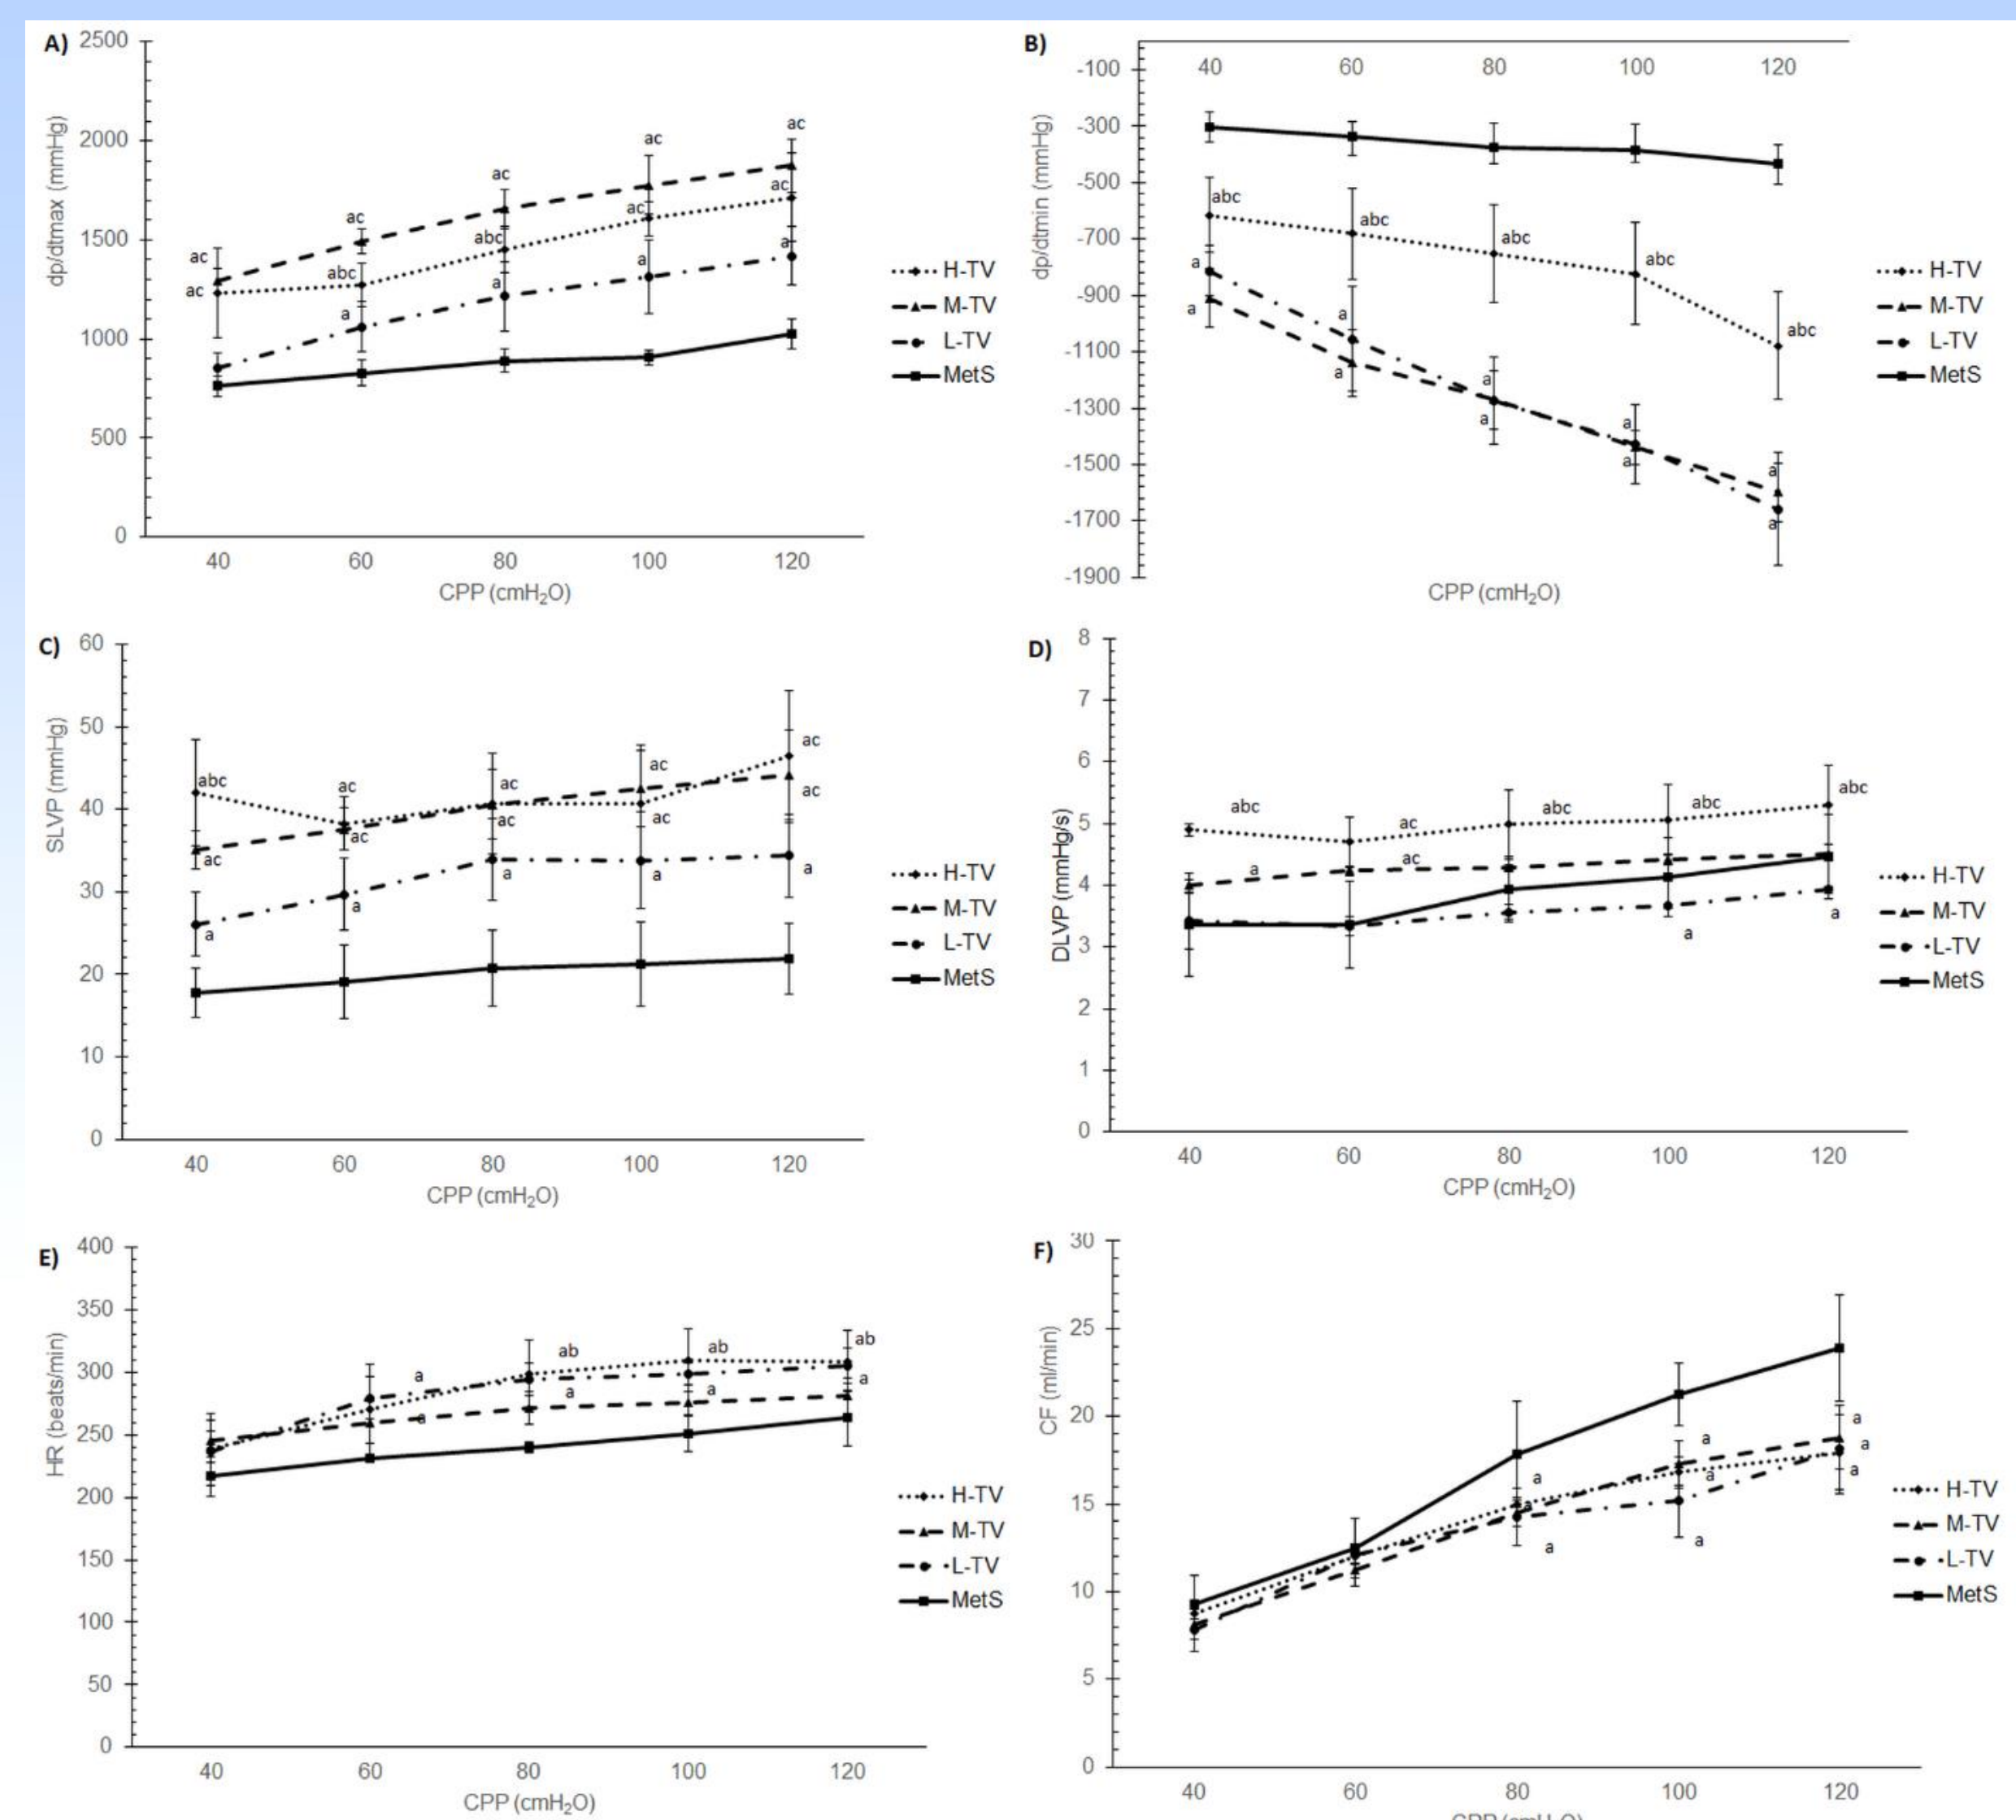 A)
dp/dtmax (mmHg)
2500
2000
1500
1000
500
0
ac
ac
ac
ac
ac
ac
abc
abc
ac
ac
a
a
a
a
40 60 80 100 120
CPP (cmH₂O)
H-TV
M-TV
L-TV
MetS
B)
dp/dtmin (mmHg)
-100
-300
-500
-700
-900
-1100
-1300
-1500
-1700
-1900
40 60 80 100 120
abc
abc
abc
abc
abc
a
a
a
a
a
a
a
a
a
a
CPP (cmH₂O)
H-TV
M-TV
L-TV
MetS
C)
SLVP (mmHg)
60
50
40
30
20
10
0
abc
ac
ac
ac
ac
ac
ac
ac
ac
ac
a
a
a
a
a
40 60 80 100 120
CPP (cmH₂O)
H-TV
M-TV
L-TV
MetS
D)
DLVP (mmHg/s)
8
7
6
5
4
3
2
1
0
abc
ac
abc
abc
abc
a
ac
a
a
40 60 80 100 120
CPP (cmH₂O)
H-TV
M-TV
L-TV
MetS
E)
HR (beats/min)
400
350
300
250
200
150
100
50
0
a
ab
ab
ab
a
a
a
a
40 60 80 100 120
CPP (cmH₂O)
H-TV
M-TV
L-TV
MetS
F)
CF (ml/min)
30
25
20
15
10
5
0
a
a
a
a
a
a
a
a
a
40 60 80 100 120
CPP (cmH₂O)
H-TV
M-TV
L-TV
MetS